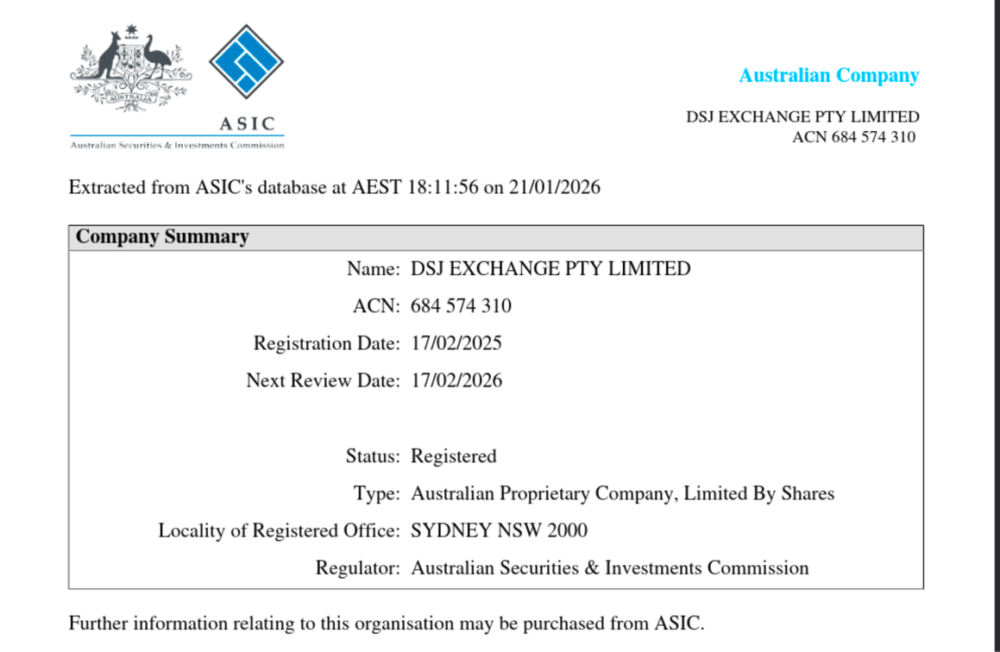 AUSTRALIA
ASIC
Australian Securities & Investments Commission
Australian Company
DSJ EXCHANGE PTY LIMITED
ACN 684 574 310
Extracted from ASIC's database at AEST 18:11:56 on 21/01/2026
Company Summary
Name: DSJ EXCHANGE PTY LIMITED
ACN: 684 574 310
Registration Date: 17/02/2025
Next Review Date: 17/02/2026
Status: Registered
Type: Australian Proprietary Company, Limited By Shares
Locality of Registered Office: SYDNEY NSW 2000
Regulator: Australian Securities & Investments Commission
Further information relating to this organisation may be purchased from ASIC.